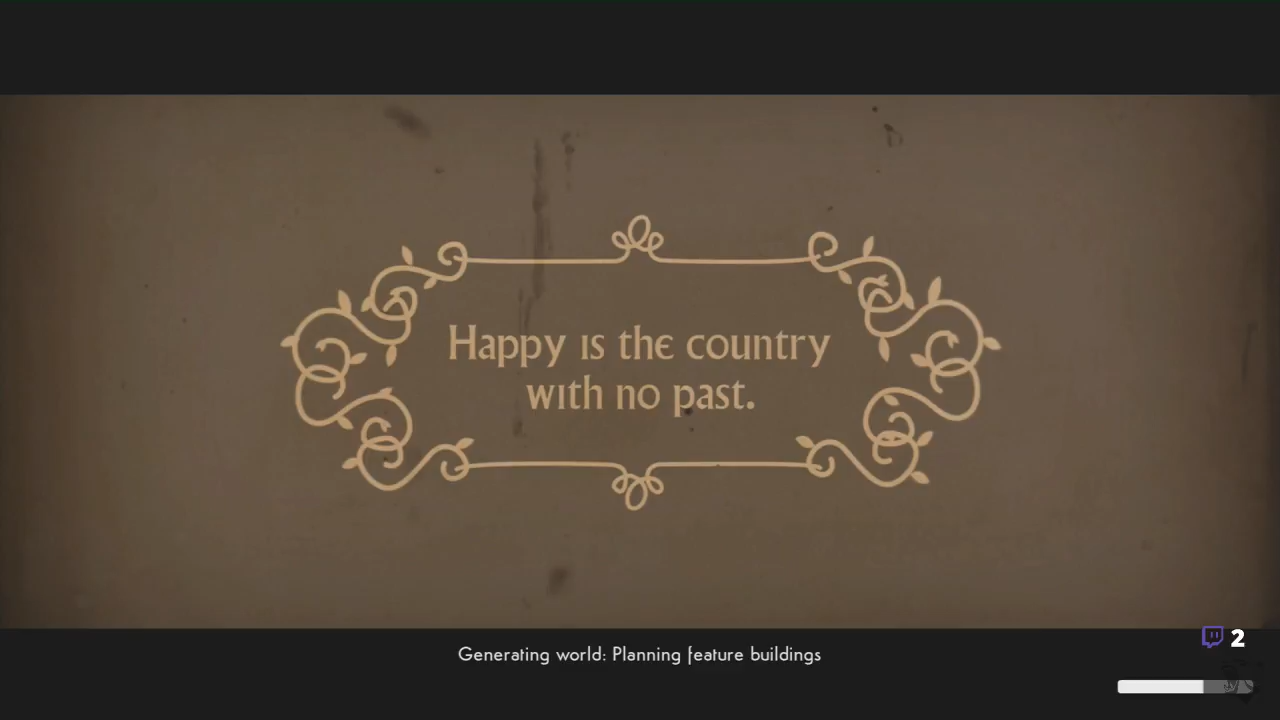 Happy is the country
with no past.
Generating world: Planning feature buildings
2